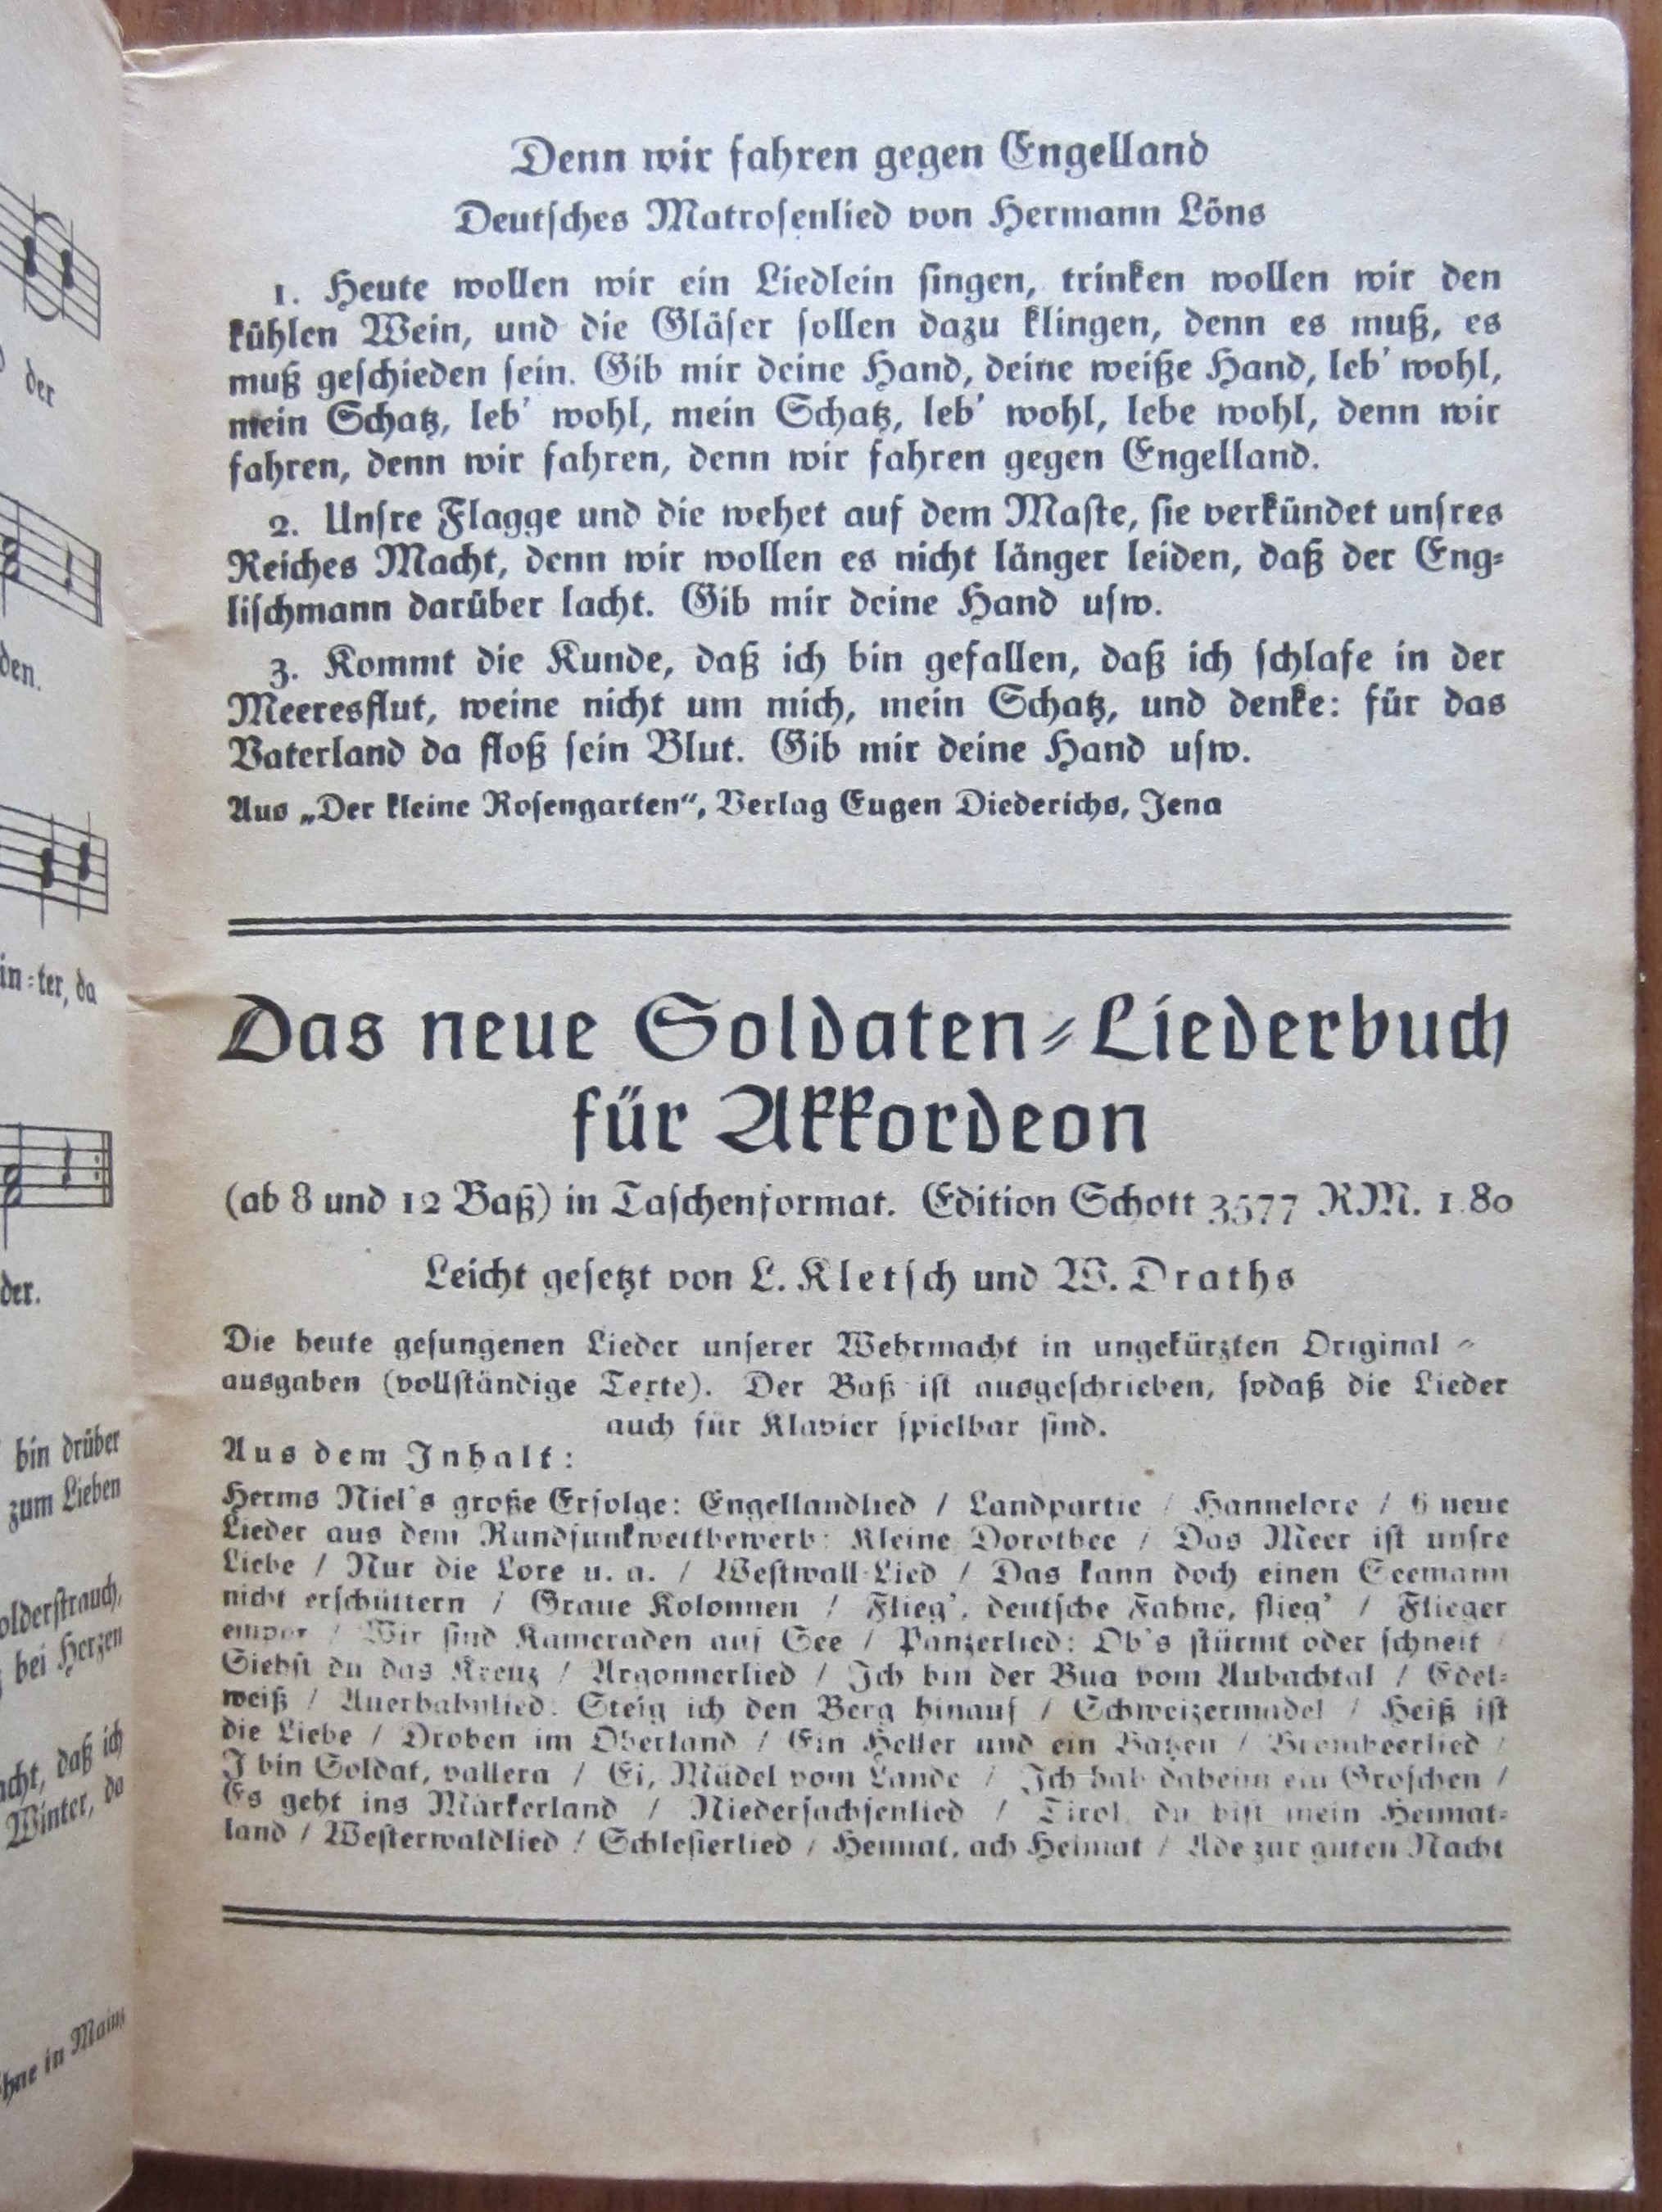 der
den.
in=ter, da
der.
bin drüber
zum Lieben
olderstrauch,
bei Herzen
acht, daß ich
Winter, da
hne in Mainz
Denn wir fahren gegen Engelland
Deutsches Matrosenlied von Hermann Löns
1. Heute wollen wir ein Liedlein singen, trinken wollen wir den
kühlen Wein, und die Gläser sollen dazu klingen, denn es muß, es
muß geschieden sein. Gib mir deine Hand, deine weiße Hand, leb' wohl,
mein Schatz, leb' wohl, mein Schatz, leb' wohl, lebe wohl, denn wir
fahren, denn wir fahren, denn wir fahren gegen Engelland.
2. Unsre Flagge und die wehet auf dem Maste, sie verkündet unsres
Reiches Macht, denn wir wollen es nicht länger leiden, daß der Eng=
lischmann darüber lacht. Gib mir deine Hand usw.
3. Kommt die Kunde, daß ich bin gefallen, daß ich schlafe in der
Meeresflut, weine nicht um mich, mein Schatz, und denke: für das
Vaterland da floß sein Blut. Gib mir deine Hand usw.
Aus „Der kleine Rosengarten“, Verlag Eugen Diederichs, Jena
Das neue Soldaten=Liederbuch
für Akkordeon
(ab 8 und 12 Baß) in Taschenformat. Edition Schott 3577 RM. 1.80
Leicht gesetzt von L. Kletsch und W. Draths
Die heute gesungenen Lieder unserer Wehrmacht in ungekürzten Original=
ausgaben (vollständige Texte). Der Baß ist ausgeschrieben, sodaß die Lieder
auch für Klavier spielbar sind.
Aus dem Inhalt:
Herms Niel's große Erfolge: Engellandlied / Landpartie / Hannelore / 6 neue
Lieder aus dem Rundfunkwettbewerb: Kleine Dorothee / Das Meer ist unsre
Liebe / Nur die Lore u. a. / Westwall-Lied / Das kann doch einen Seemann
nicht erschüttern / Graue Kolonnen / Flieg', deutsche Fahne, flieg' / Flieger
empor / Wir sind Kameraden auf See / Panzerlied: Ob's stürmt oder schneit /
Siehst du das Kreuz / Argonnerlied / Ich bin der Bua vom Aubachtal / Edel=
weiß / Auerhahnlied: Steig ich den Berg hinauf / Schweizermadel / Heiß ist
die Liebe / Droben im Oberland / Ein Heller und ein Batzen / Brombeerlied /
I bin Soldat, vallera / Ei, Mädel vom Lande / Ich hab daheim ein Groschen /
Es geht ins Märkerland / Niedersachsenlied / Tirol, du bist mein Heimat=
land / Westerwaldlied / Schlesierlied / Heimat, ach Heimat / Ade zur guten Nacht